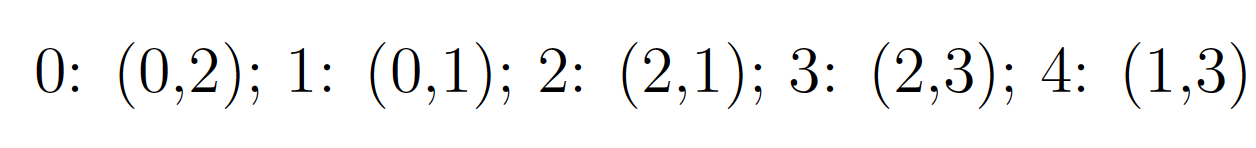 0: (0,2); 1: (0,1); 2: (2,1); 3: (2,3); 4: (1,3)